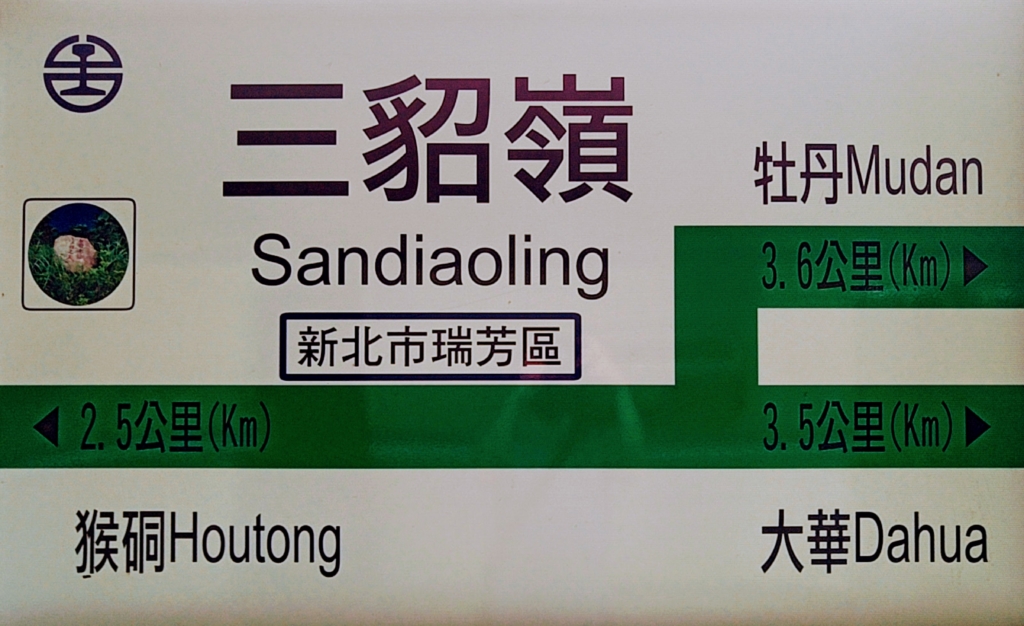 三貂嶺
Sandiaoling
新北市瑞芳區
牡丹Mudan
3.6公里(Km)
2.5公里(Km)
3.5公里(Km)
猴硐Houtong
大華Dahua